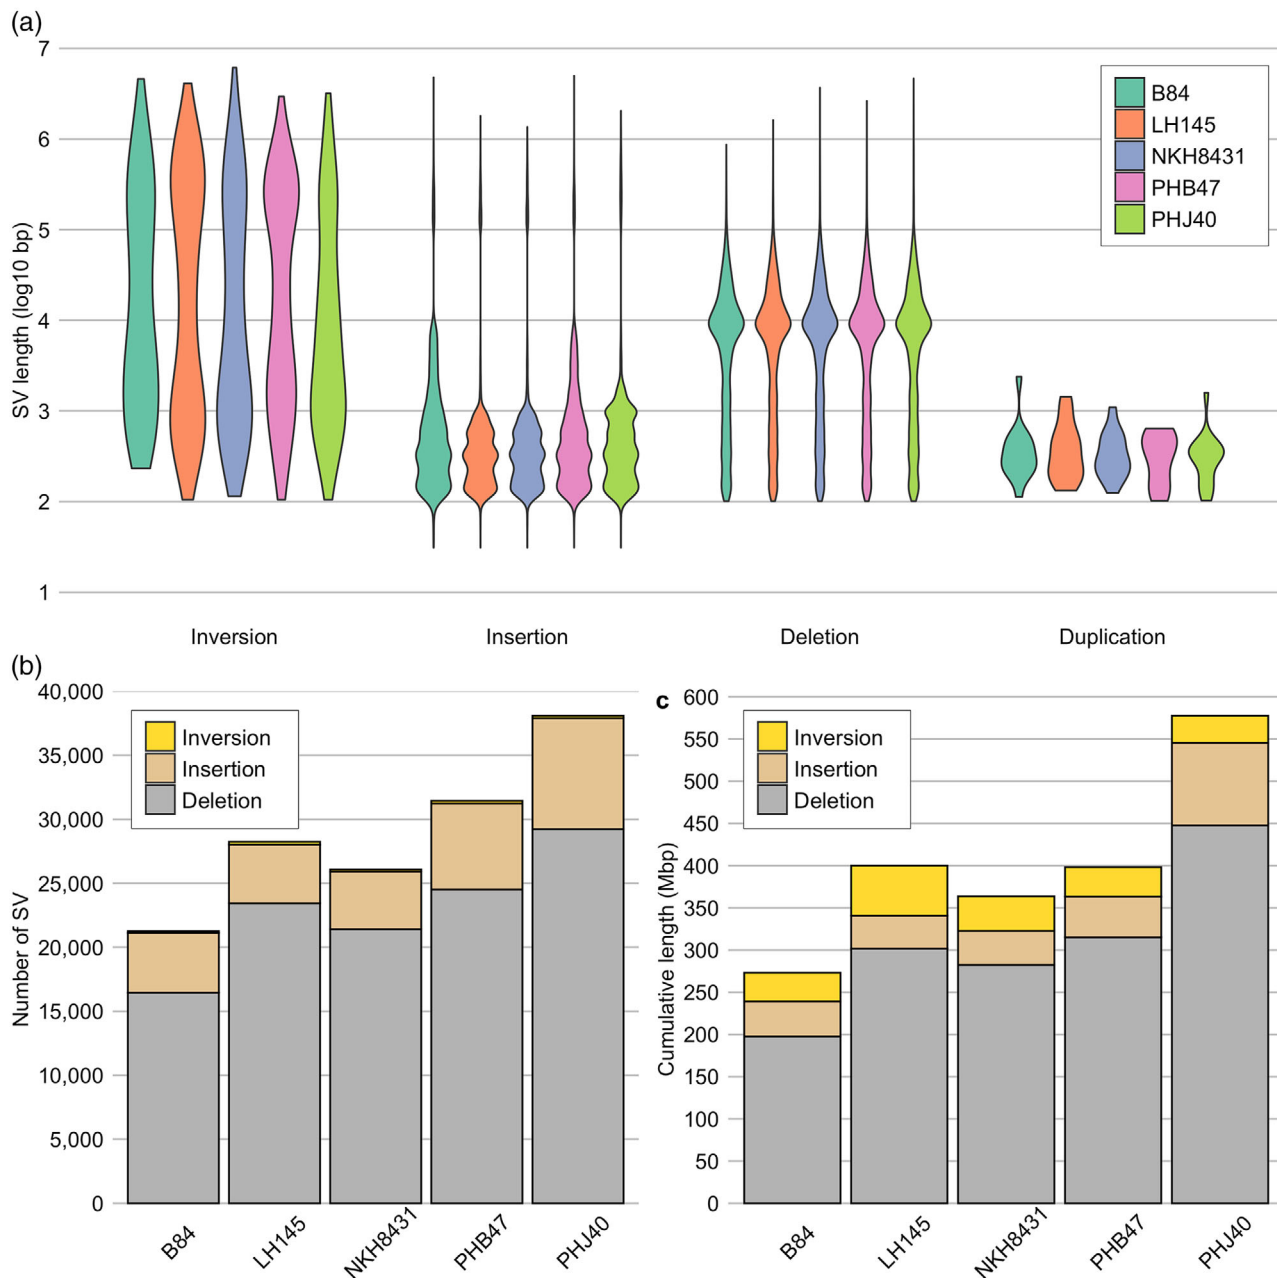 (a)
7
6
5
4
3
2
1
SV length (log10 bp)
B84
LH145
NKH8431
PHB47
PHJ40
Inversion Insertion Deletion Duplication
(b)
40,000
35,000
30,000
25,000
20,000
15,000
10,000
5,000
0
Number of SV
Inversion
Insertion
Deletion
B84 LH145 NKH8431 PHB47 PHJ40
c
600
550
500
450
400
350
300
250
200
150
100
50
0
Cumulative length (Mbp)
Inversion
Insertion
Deletion
B84 LH145 NKH8431 PHB47 PHJ40